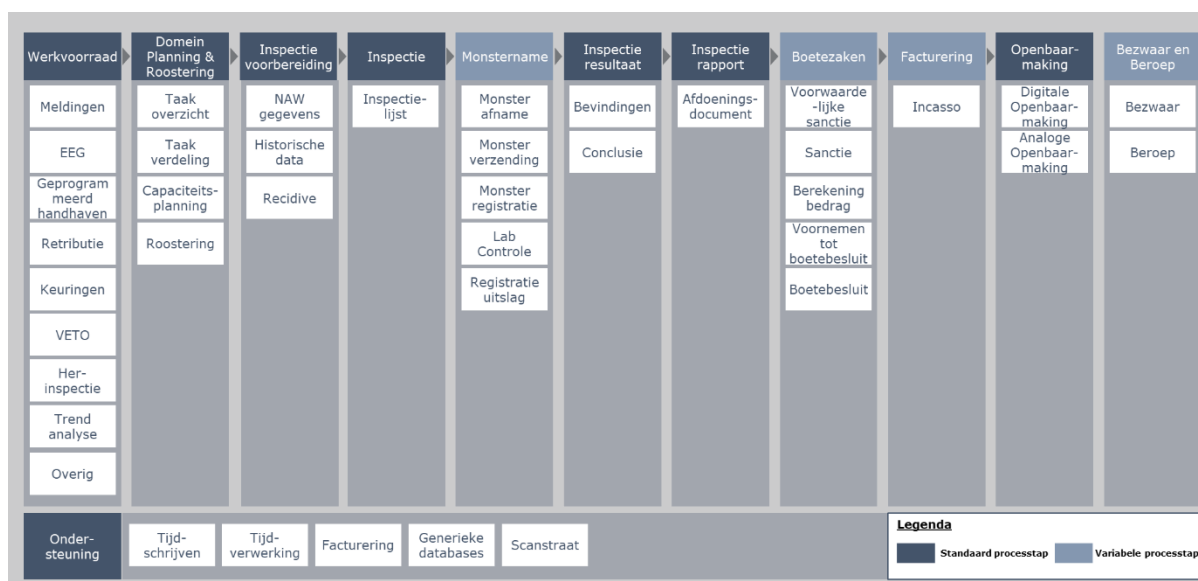 Werkvoorraad
Domein
Planning &
Roostering
Inspectie
voorbereiding
Inspectie
Monstername
Inspectie
resultaat
Inspectie
rapport
Boetezaken
Facturering
Openbaar-
making
Bezwaar en
Beroep
Meldingen
EEG
Geprogram
meerd
handhaven
Retributie
Keuringen
VETO
Her-
inspectie
Trend
analyse
Overig
Taak
overzicht
Taak
verdeling
Capaciteits-
planning
Roostering
NAW
gegevens
Historische
data
Recidive
Inspectie-
lijst
Monster
afname
Monster
verzending
Monster
registratie
Lab
Controle
Registratie
uitslag
Bevindingen
Conclusie
Afdoenings-
document
Voorwaarde
-lijke
sanctie
Sanctie
Berekening
bedrag
Voornemen
tot
boetebesluit
Boetebesluit
Incasso
Digitale
Openbaar-
making
Analoge
Openbaar-
making
Bezwaar
Beroep
Onder-
steuning
Tijd-
schrijven
Tijd-
verwerking
Facturering
Generieke
databases
Scanstraat
Legenda
Standaard processtap
Variabele processtap